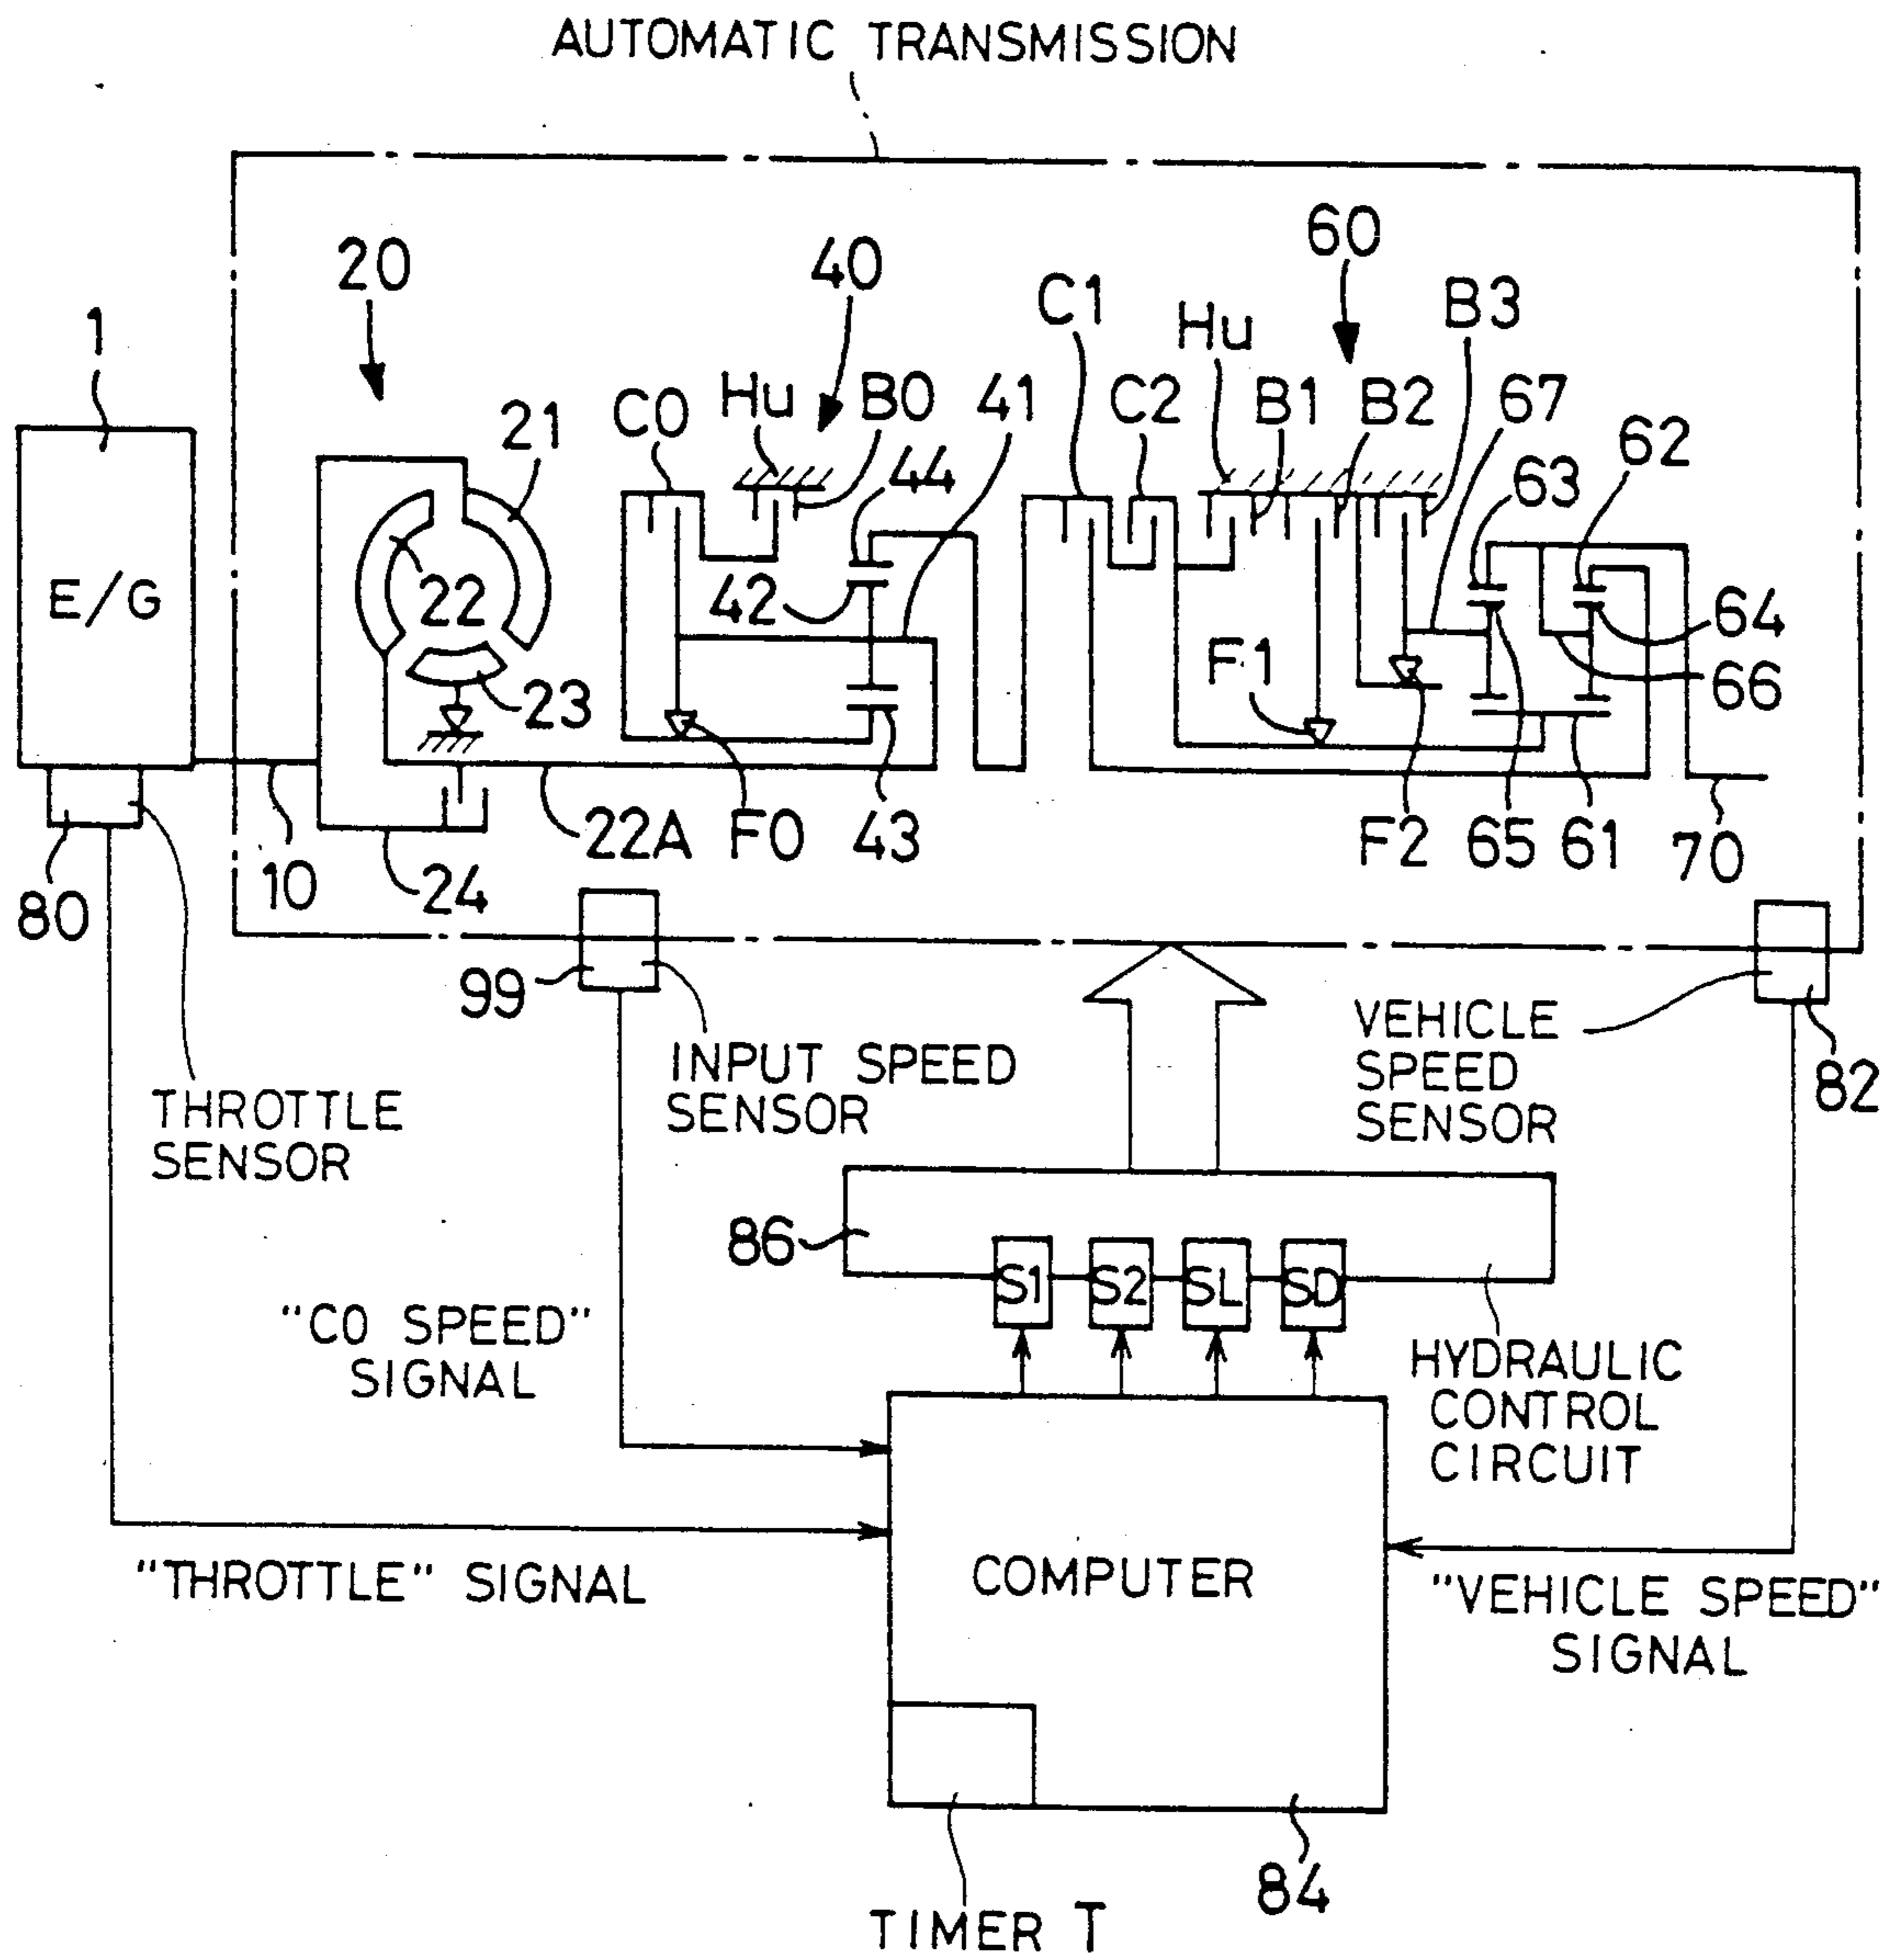 AUTOMATIC TRANSMISSION
60
20
40
C1
B3
1
Hu
C0
Hu
B0
41
C2
B1
B2
67
62
21
44
63
E/G
22
42
64
F1
66
23
22A
F0
43
F2
65
61
70
10
24
80
99
VEHICLE
SPEED
SENSOR
82
INPUT SPEED
SENSOR
THROTTLE
SENSOR
86
S1
S2
SL
SD
"C0 SPEED"
SIGNAL
HYDRAULIC
CONTROL
CIRCUIT
"THROTTLE" SIGNAL
COMPUTER
"VEHICLE SPEED"
SIGNAL
84
TIMER T